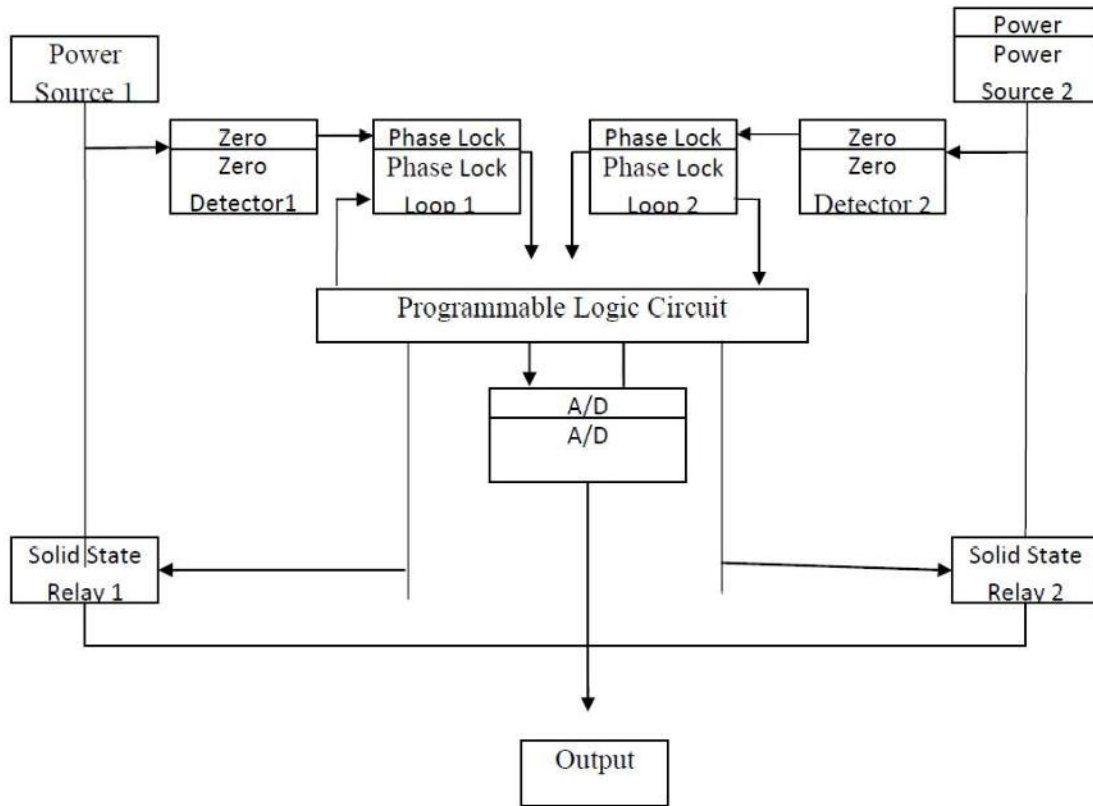 Power
Source 1
Power
Power
Source 2
Zero
Zero
Detector1
Phase Lock
Phase Lock
Loop 1
Phase Lock
Phase Lock
Loop 2
Zero
Zero
Detector 2
Programmable Logic Circuit
A/D
A/D
Solid State
Relay 1
Solid State
Relay 2
Output